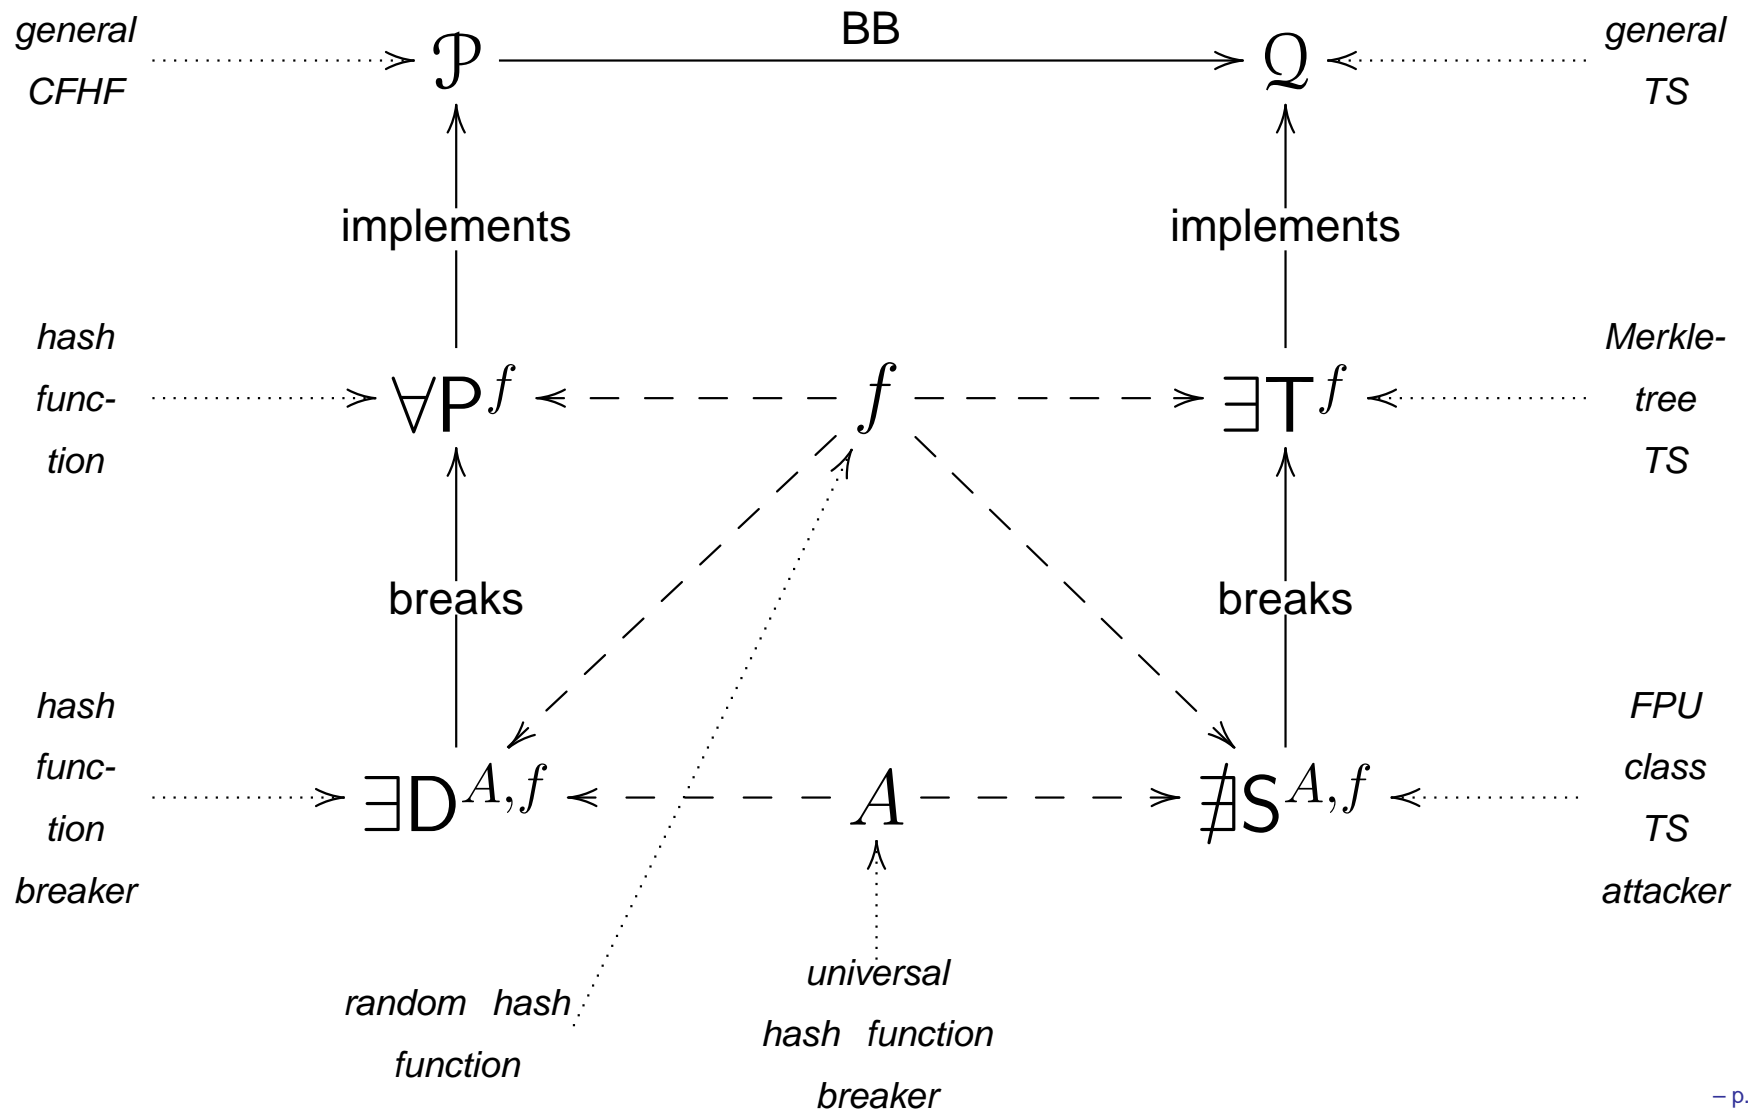 general
CFHF
𝒫
BB
𝒬
general
TS
implements
implements
hash
func-
tion
∀P^f
f
∃T^f
Merkle-
tree
TS
breaks
breaks
hash
func-
tion
breaker
∃D^{A,f}
A
∄S^{A,f}
FPU
class
TS
attacker
random hash
function
universal
hash function
breaker
– p.